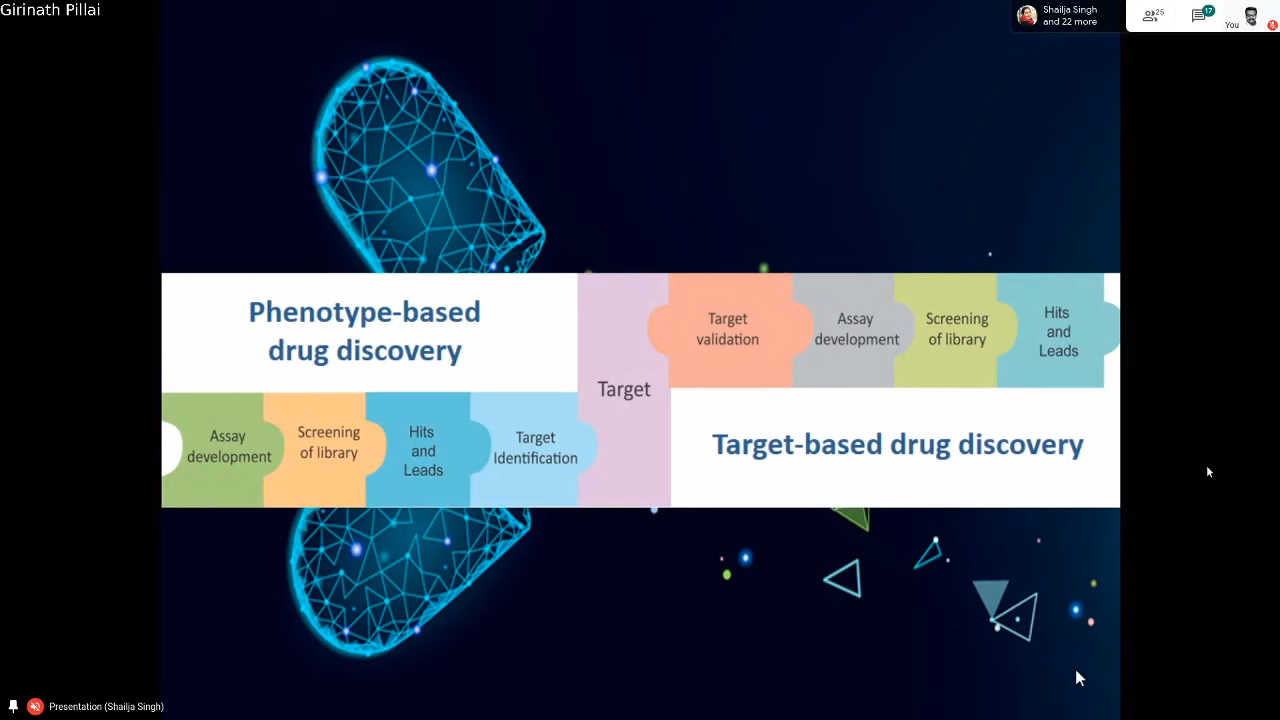 Girinath Pillai
Shailja Singh
and 22 more
25
17
You
Phenotype-based
drug discovery
Assay
development
Screening
of library
Hits
and
Leads
Target
Identification
Target
Target
validation
Assay
development
Screening
of library
Hits
and
Leads
Target-based drug discovery
Presentation (Shailja Singh)